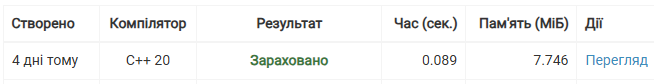 Створено Компілятор Результат Час (сек.) Пам'ять (МіБ) Дії
4 дні тому C++ 20 Зараховано 0.089 7.746 Перегляд